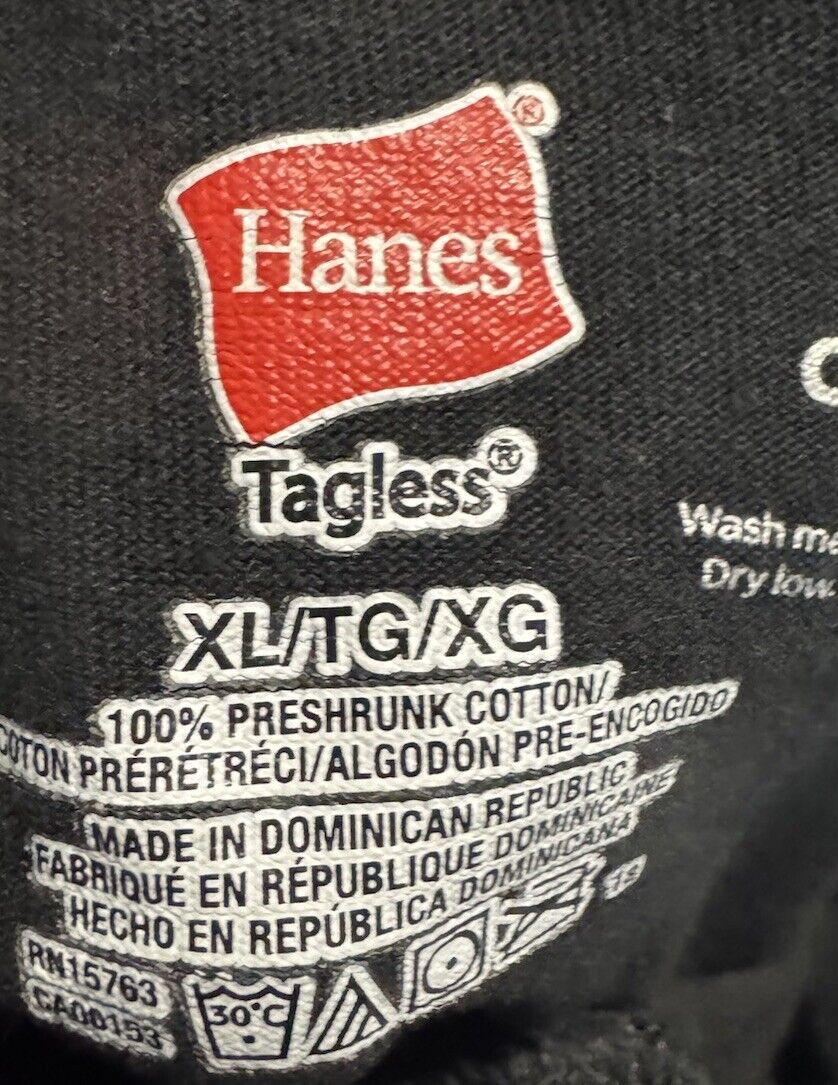 Hanes®
Tagless®
XL/TG/XG
100% PRESHRUNK COTTON/
COTON PRÉRÉTRÉCI/ALGODÓN PRE-ENCOGIDO
MADE IN DOMINICAN REPUBLIC
FABRIQUÉ EN RÉPUBLIQUE DOMINICAINE
HECHO EN REPÚBLICA DOMINICANA
RN15763
CA00153
30°C
Wash
Dry low